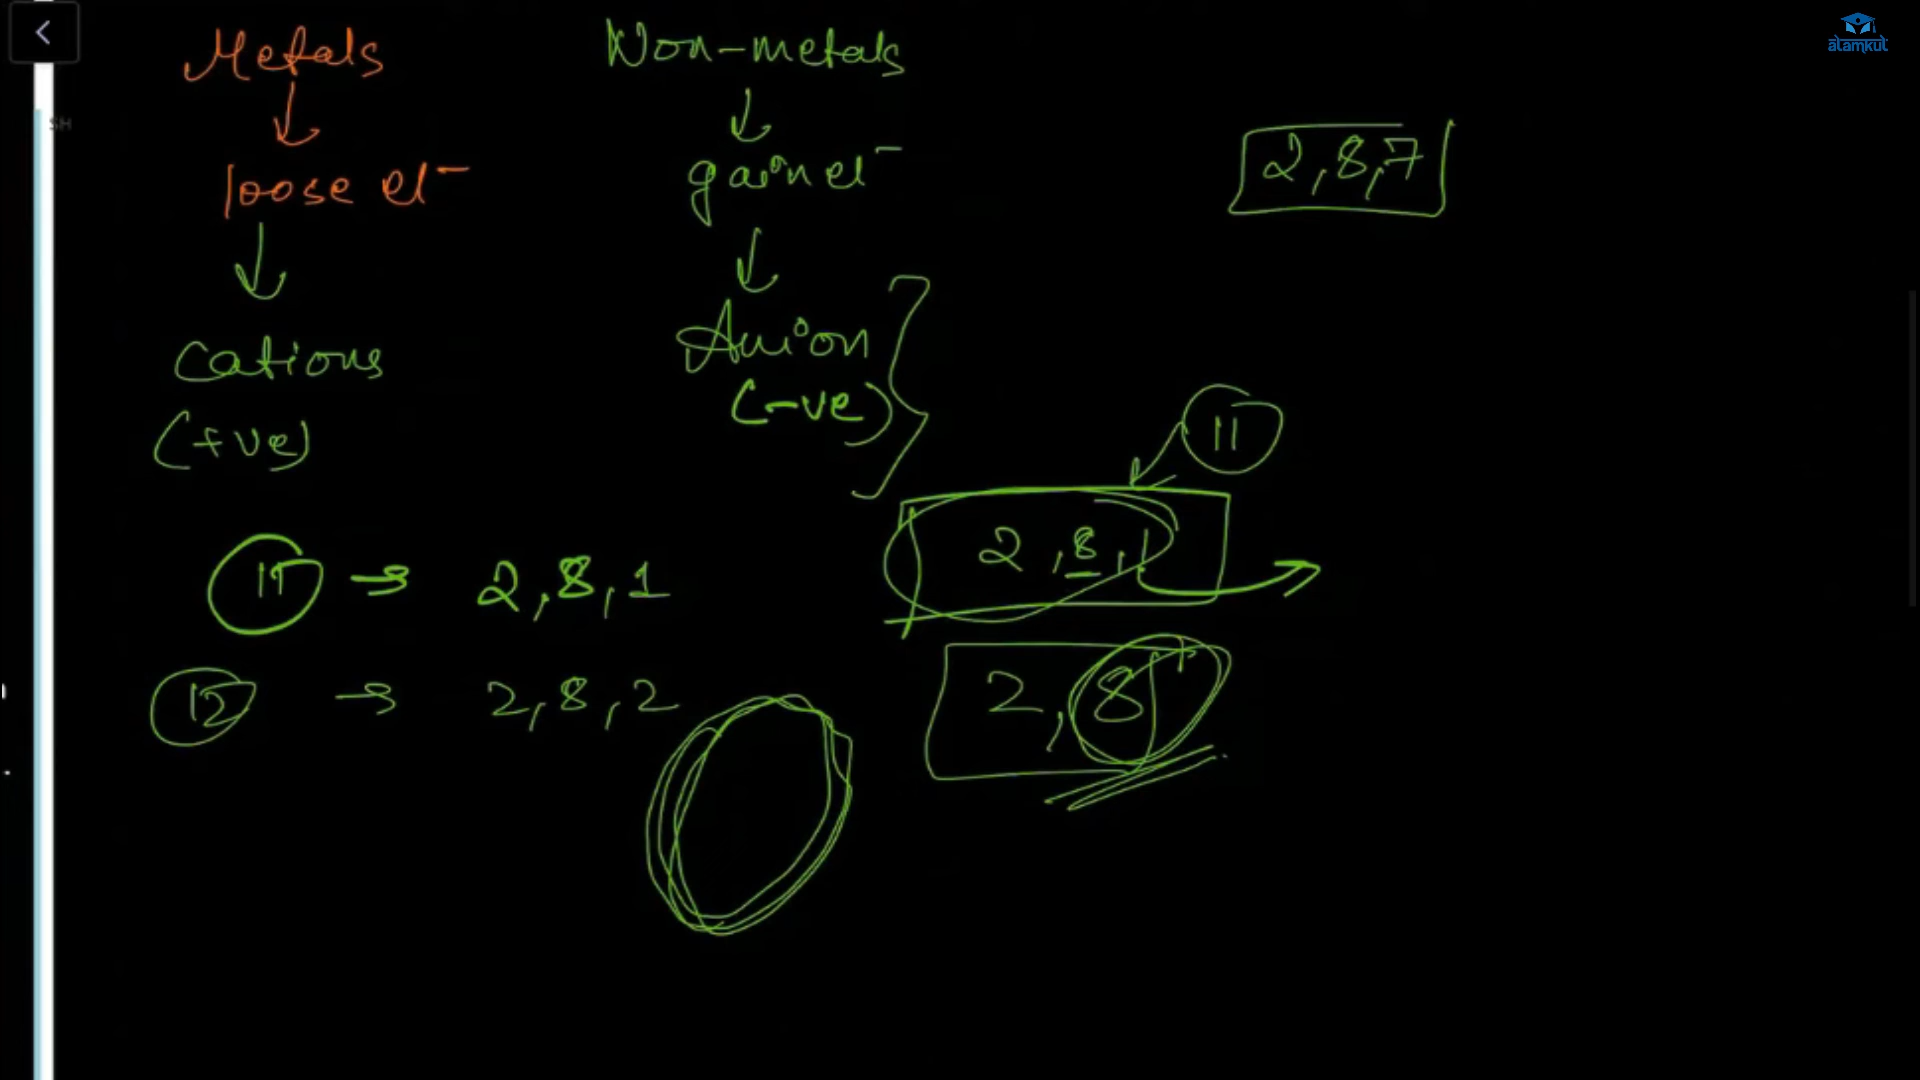 Metals
Non-metals
loose el-
gain el-
Cations
(+ve)
Anion
(-ve)
2,8,7
11
2,8,1
11 → 2,8,1
12 → 2,8,2
2,8
SH
atamkul